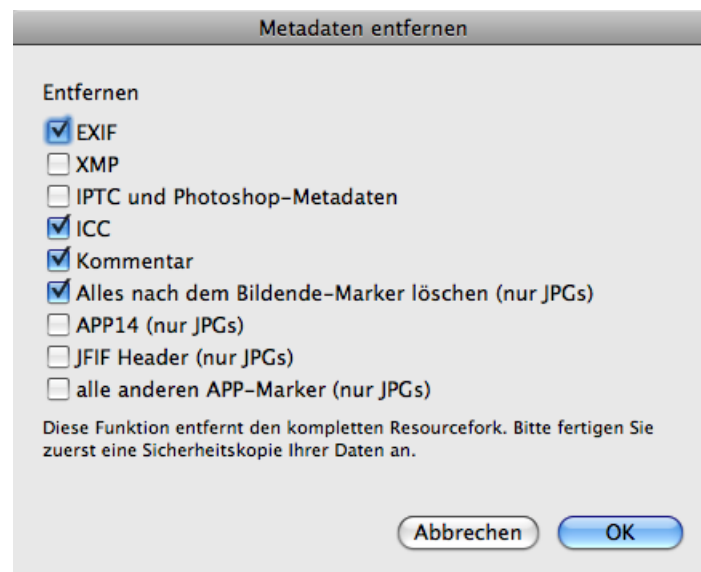 Metadaten entfernen
Entfernen
EXIF
XMP
IPTC und Photoshop-Metadaten
ICC
Kommentar
Alles nach dem Bildende-Marker löschen (nur JPGs)
APP14 (nur JPGs)
JFIF Header (nur JPGs)
alle anderen APP-Marker (nur JPGs)
Diese Funktion entfernt den kompletten Resourcefork. Bitte fertigen Sie
zuerst eine Sicherheitskopie Ihrer Daten an.
Abbrechen OK